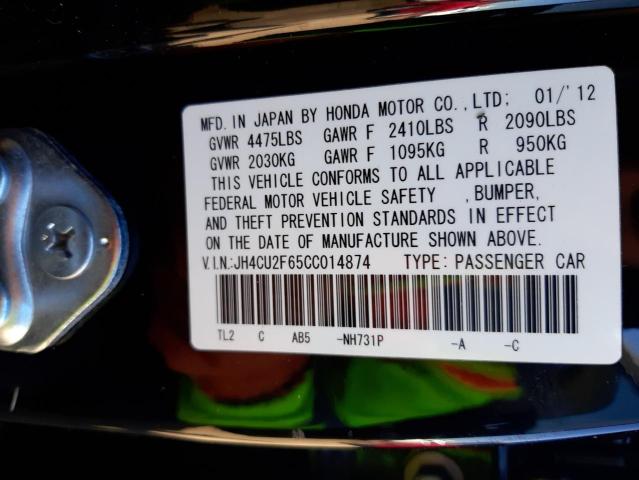 MFD. IN JAPAN BY HONDA MOTOR CO.,LTD; 01/'12
GVWR 4475LBS GAWR F 2410LBS R 2090LBS
GVWR 2030KG GAWR F 1095KG R 950KG
THIS VEHICLE CONFORMS TO ALL APPLICABLE
FEDERAL MOTOR VEHICLE SAFETY ,BUMPER,
AND THEFT PREVENTION STANDARDS IN EFFECT
ON THE DATE OF MANUFACTURE SHOWN ABOVE.
V.I.N:JH4CU2F65CC014874 TYPE: PASSENGER CAR
TL2 C AB5 -NH731P -A -C